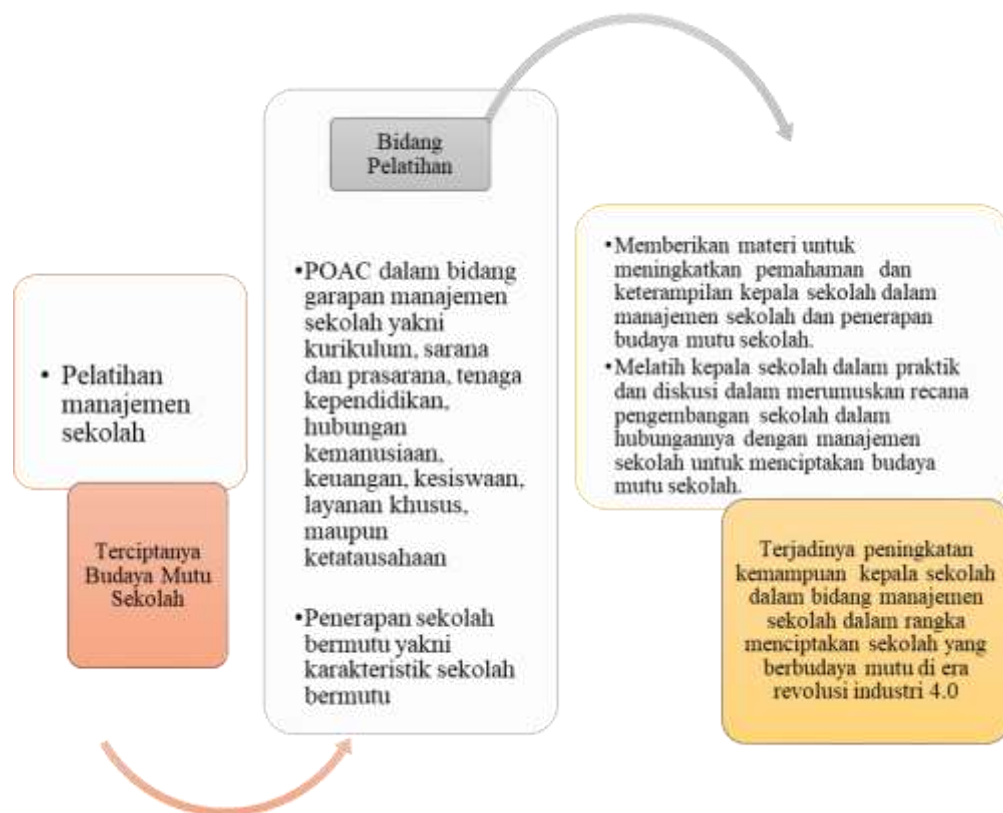 • Pelatihan
manajemen
sekolah
Terciptanya
Budaya Mutu
Sekolah
Bidang
Pelatihan
•POAC dalam bidang
garapan manajemen
sekolah yakni
kurikulum, sarana
dan prasarana, tenaga
kependidikan,
hubungan
kemanusiaan,
keuangan, kesiswaan,
layanan khusus,
maupun
ketatausahaan
•Penerapan sekolah
bermutu yakni
karakteristik sekolah
bermutu
•Memberikan materi untuk
meningkatkan pemahaman dan
keterampilan kepala sekolah dalam
manajemen sekolah dan penerapan
budaya mutu sekolah.
•Melatih kepala sekolah dalam praktik
dan diskusi dalam merumuskan recana
pengembangan sekolah dalam
hubungannya dengan manajemen
sekolah untuk menciptakan budaya
mutu sekolah.
Terjadinya peningkatan
kemampuan kepala sekolah
dalam bidang manajemen
sekolah dalam rangka
menciptakan sekolah yang
berbudaya mutu di era
revolusi industri 4.0